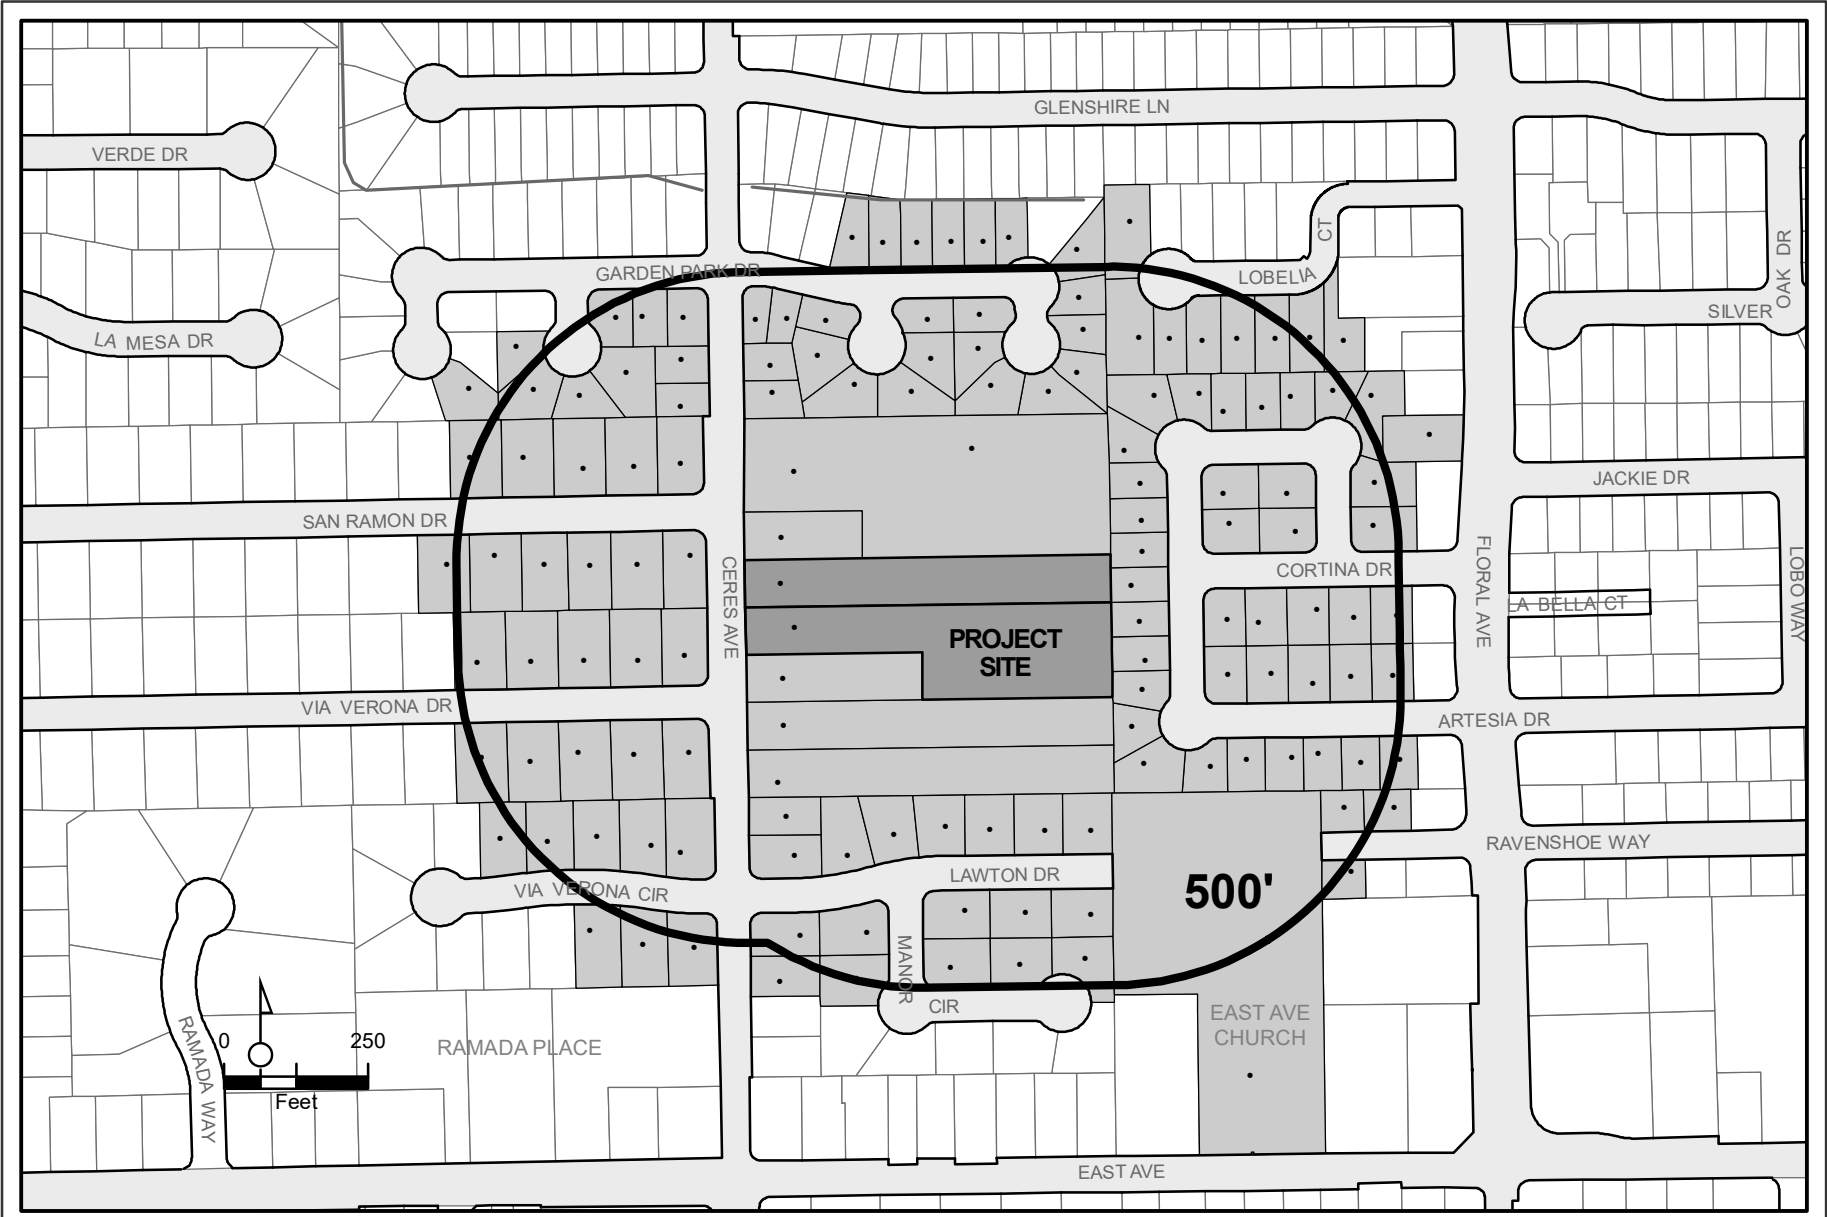 GLENSHIRE LN
VERDE DR
CT
OAK DR
GARDEN PARK DR
LOBELIA
SILVER
LA MESA DR
JACKIE DR
SAN RAMON DR
CERES AVE
FLORAL AVE
LOBO WAY
CORTINA DR
LA BELLA CT
PROJECT
SITE
VIA VERONA DR
ARTESIA DR
RAVENSHOE WAY
LAWTON DR
VIA VERONA CIR
500'
MANOR
CIR
EAST AVE
CHURCH
RAMADA WAY
0
250
Feet
RAMADA PLACE
EAST AVE